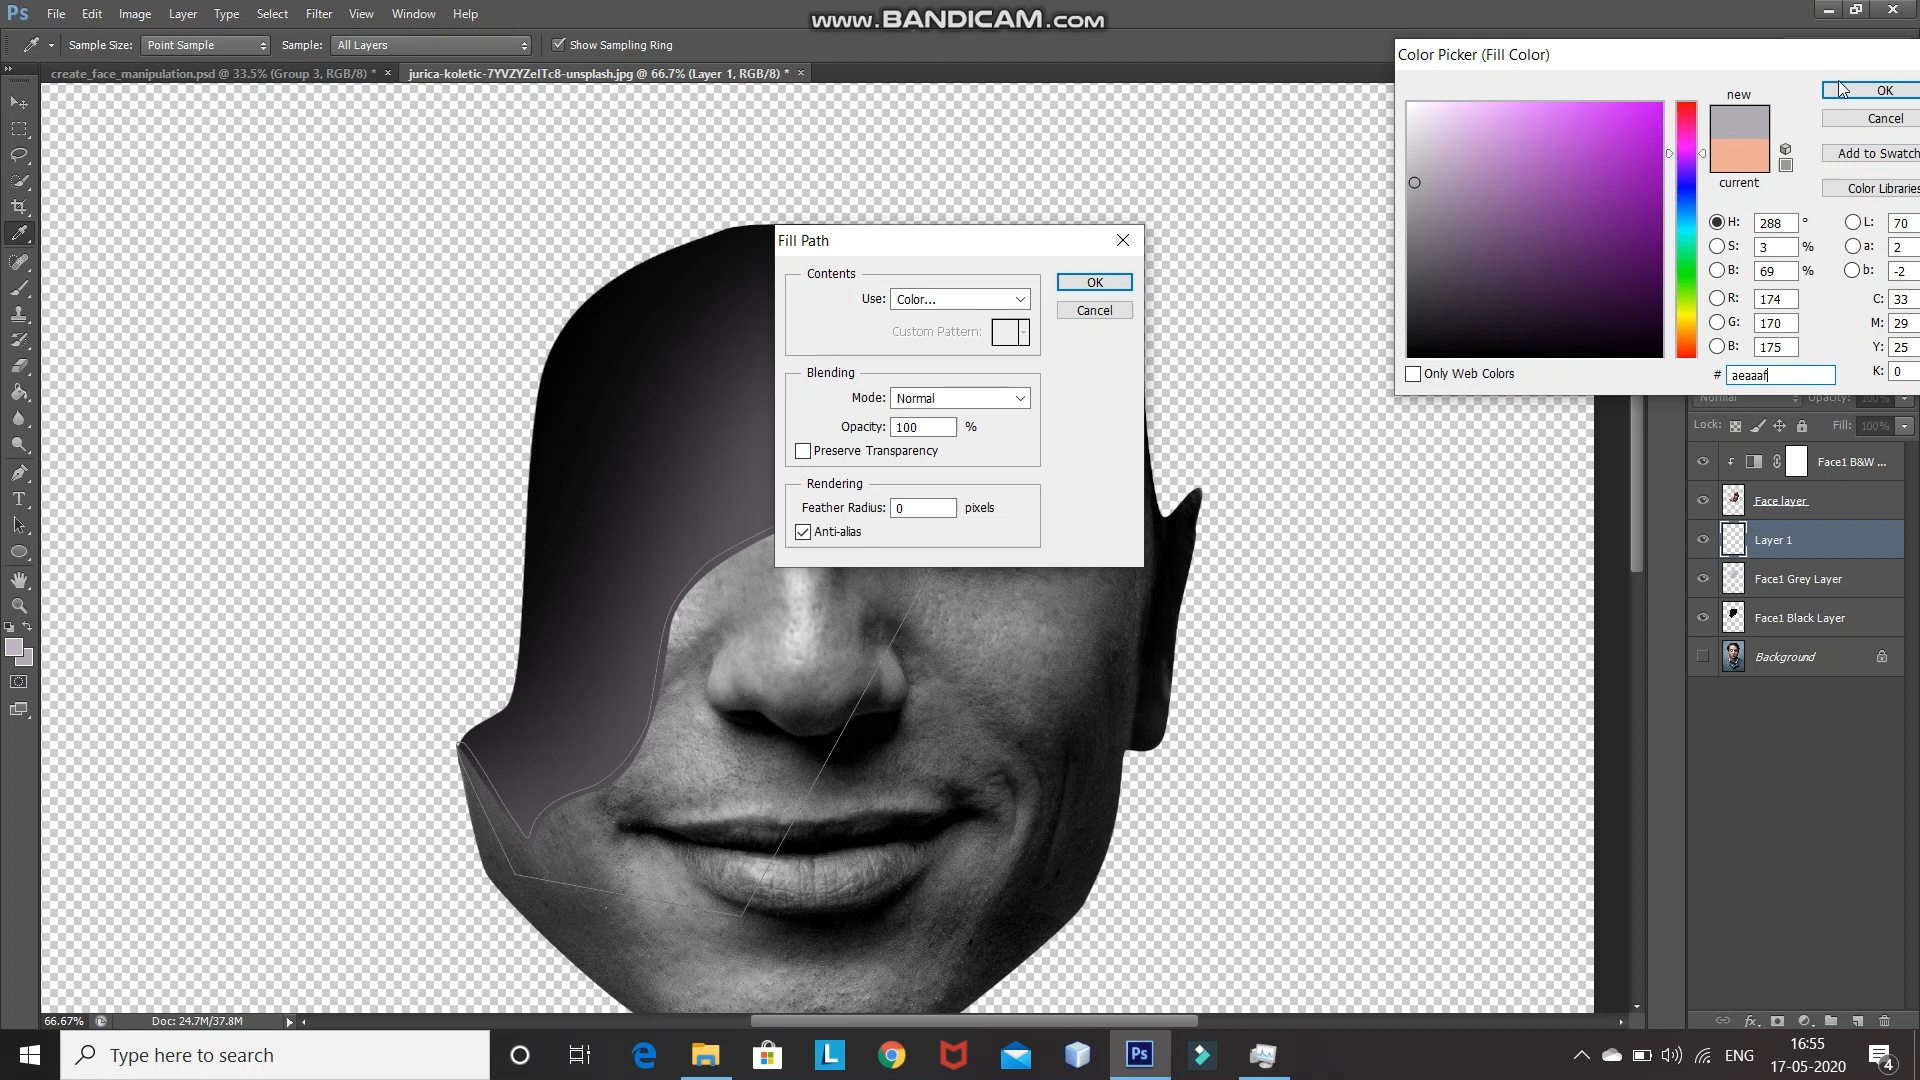 Ps File Edit Image Layer Type Select Filter View Window Help
www.BANDICAM.com
Sample Size: Point Sample Sample: All Layers Show Sampling Ring
create_face_manipulation.psd @ 33.5% (Group 3, RGB/8) * ×
jurica-koletic-7YVZYZeITc8-unsplash.jpg @ 66.7% (Layer 1, RGB/8) * ×
Color Picker (Fill Color)
new
current
OK
Cancel
Add to Swatch
Color Libraries
H: 288 °
S: 3 %
B: 69 %
R: 174
G: 170
B: 175
# aeaaaf
L: 70
a: 2
b: -2
C: 33
M: 29
Y: 25
K: 0
Only Web Colors
Fill Path
Contents
Use: Color...
Custom Pattern:
Blending
Mode: Normal
Opacity: 100 %
Preserve Transparency
Rendering
Feather Radius: 0 pixels
Anti-alias
OK
Cancel
Normal Opacity: 100%
Lock: Fill: 100%
Face1 B&W ...
Face layer
Layer 1
Face1 Grey Layer
Face1 Black Layer
Background
66.67% Doc: 24.7M/37.8M
Type here to search
ENG
16:55
17-05-2020
4